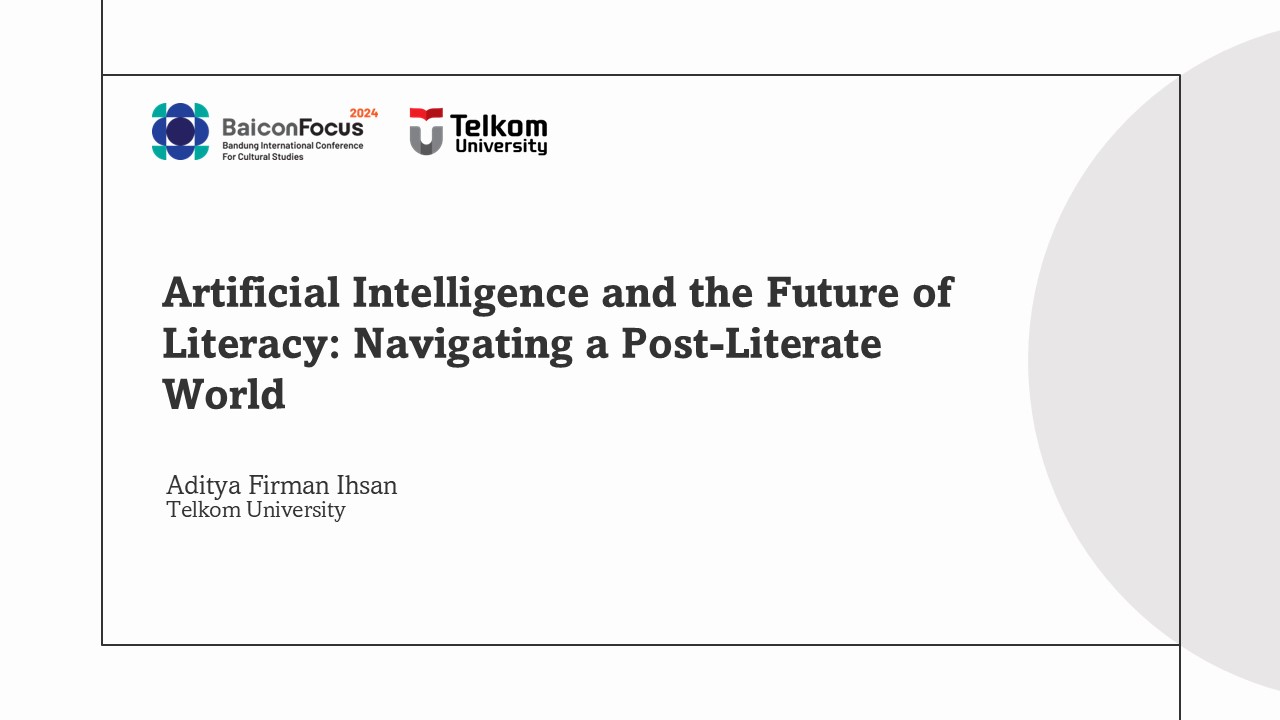 2024
BaiconFocus
Bandung International Conference
For Cultural Studies
Telkom
University
Artificial Intelligence and the Future of
Literacy: Navigating a Post-Literate
World
Aditya Firman Ihsan
Telkom University